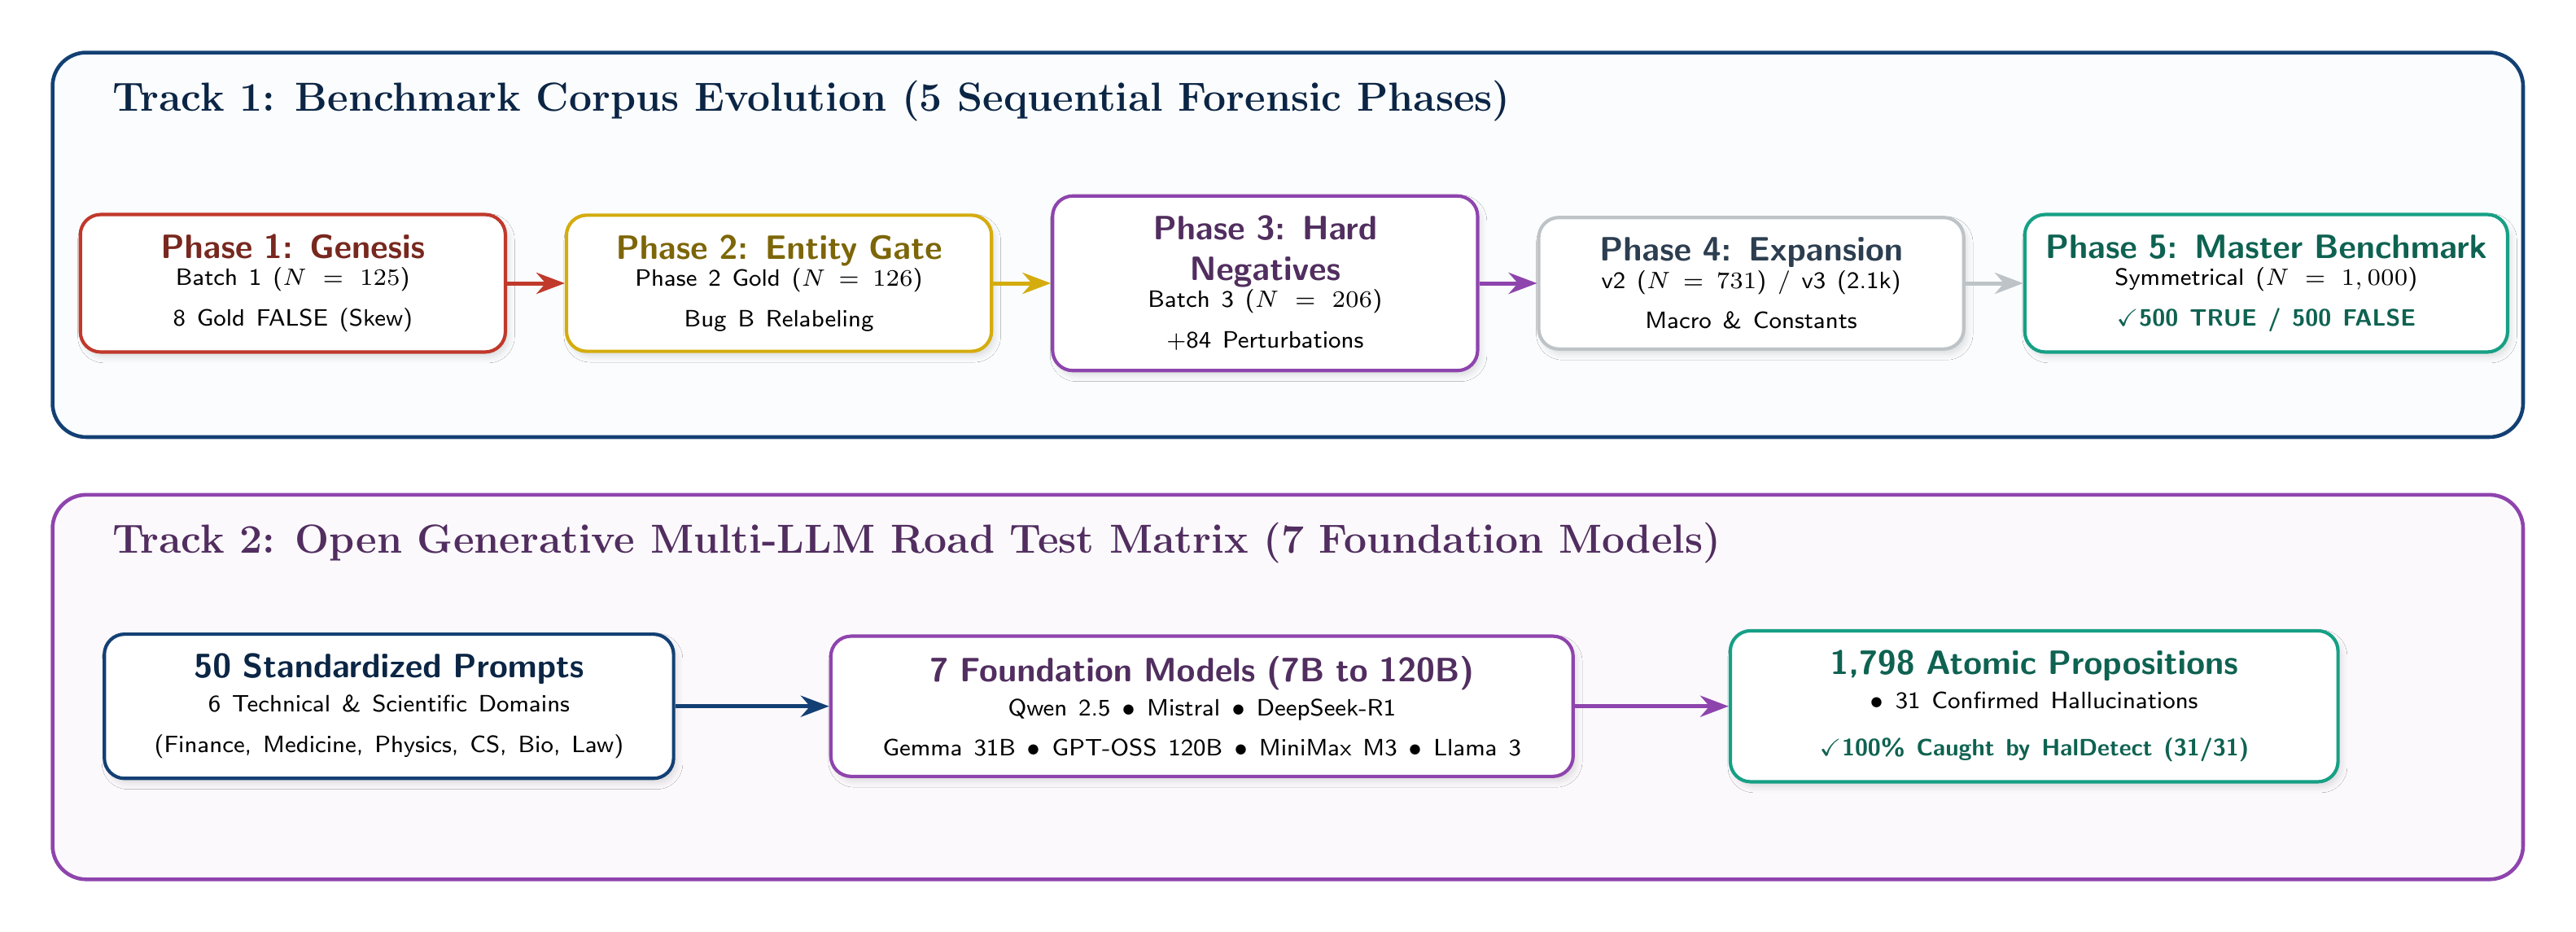 Track 1: Benchmark Corpus Evolution (5 Sequential Forensic Phases)
Phase 1: Genesis
Batch 1 (N = 125)
8 Gold FALSE (Skew)
Phase 2: Entity Gate
Phase 2 Gold (N = 126)
Bug B Relabeling
Phase 3: Hard
Negatives
Batch 3 (N = 206)
+84 Perturbations
Phase 4: Expansion
v2 (N = 731) / v3 (2.1k)
Macro & Constants
Phase 5: Master Benchmark
Symmetrical (N = 1,000)
✓500 TRUE / 500 FALSE
Track 2: Open Generative Multi-LLM Road Test Matrix (7 Foundation Models)
50 Standardized Prompts
6 Technical & Scientific Domains
(Finance, Medicine, Physics, CS, Bio, Law)
7 Foundation Models (7B to 120B)
Qwen 2.5 • Mistral • DeepSeek-R1
Gemma 31B • GPT-OSS 120B • MiniMax M3 • Llama 3
1,798 Atomic Propositions
• 31 Confirmed Hallucinations
✓100% Caught by HalDetect (31/31)